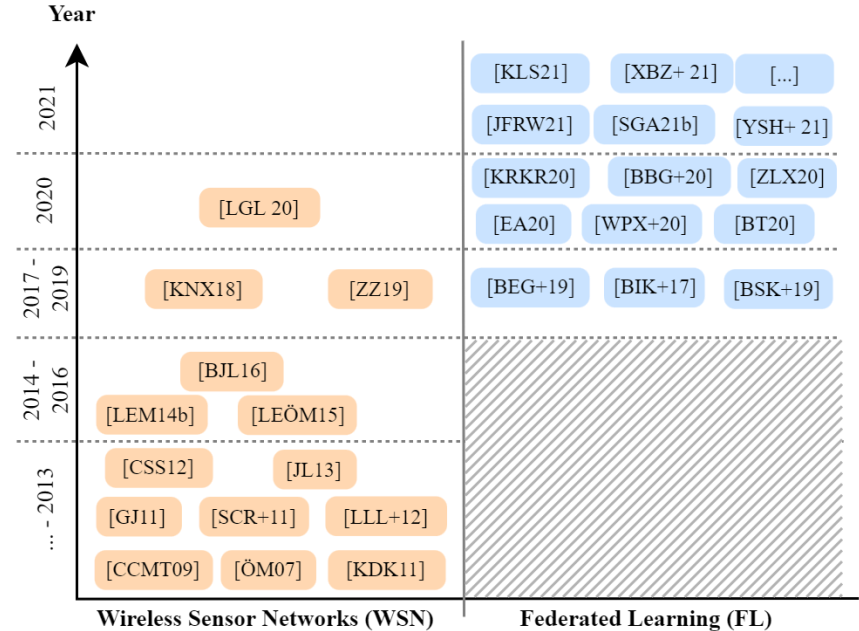 Year
2021
[KLS21] [XBZ+ 21] [...]
[JFRW21] [SGA21b] [YSH+ 21]
2020
[LGL 20]
[KRKR20] [BBG+20] [ZLX20]
[EA20] [WPX+20] [BT20]
2017 -
2019
[KNX18] [ZZ19]
[BEG+19] [BIK+17] [BSK+19]
2014 -
2016
[BJL16]
[LEM14b] [LEÖM15]
... - 2013
[CSS12] [JL13]
[GJ11] [SCR+11] [LLL+12]
[CCMT09] [ÖM07] [KDK11]
Wireless Sensor Networks (WSN)
Federated Learning (FL)